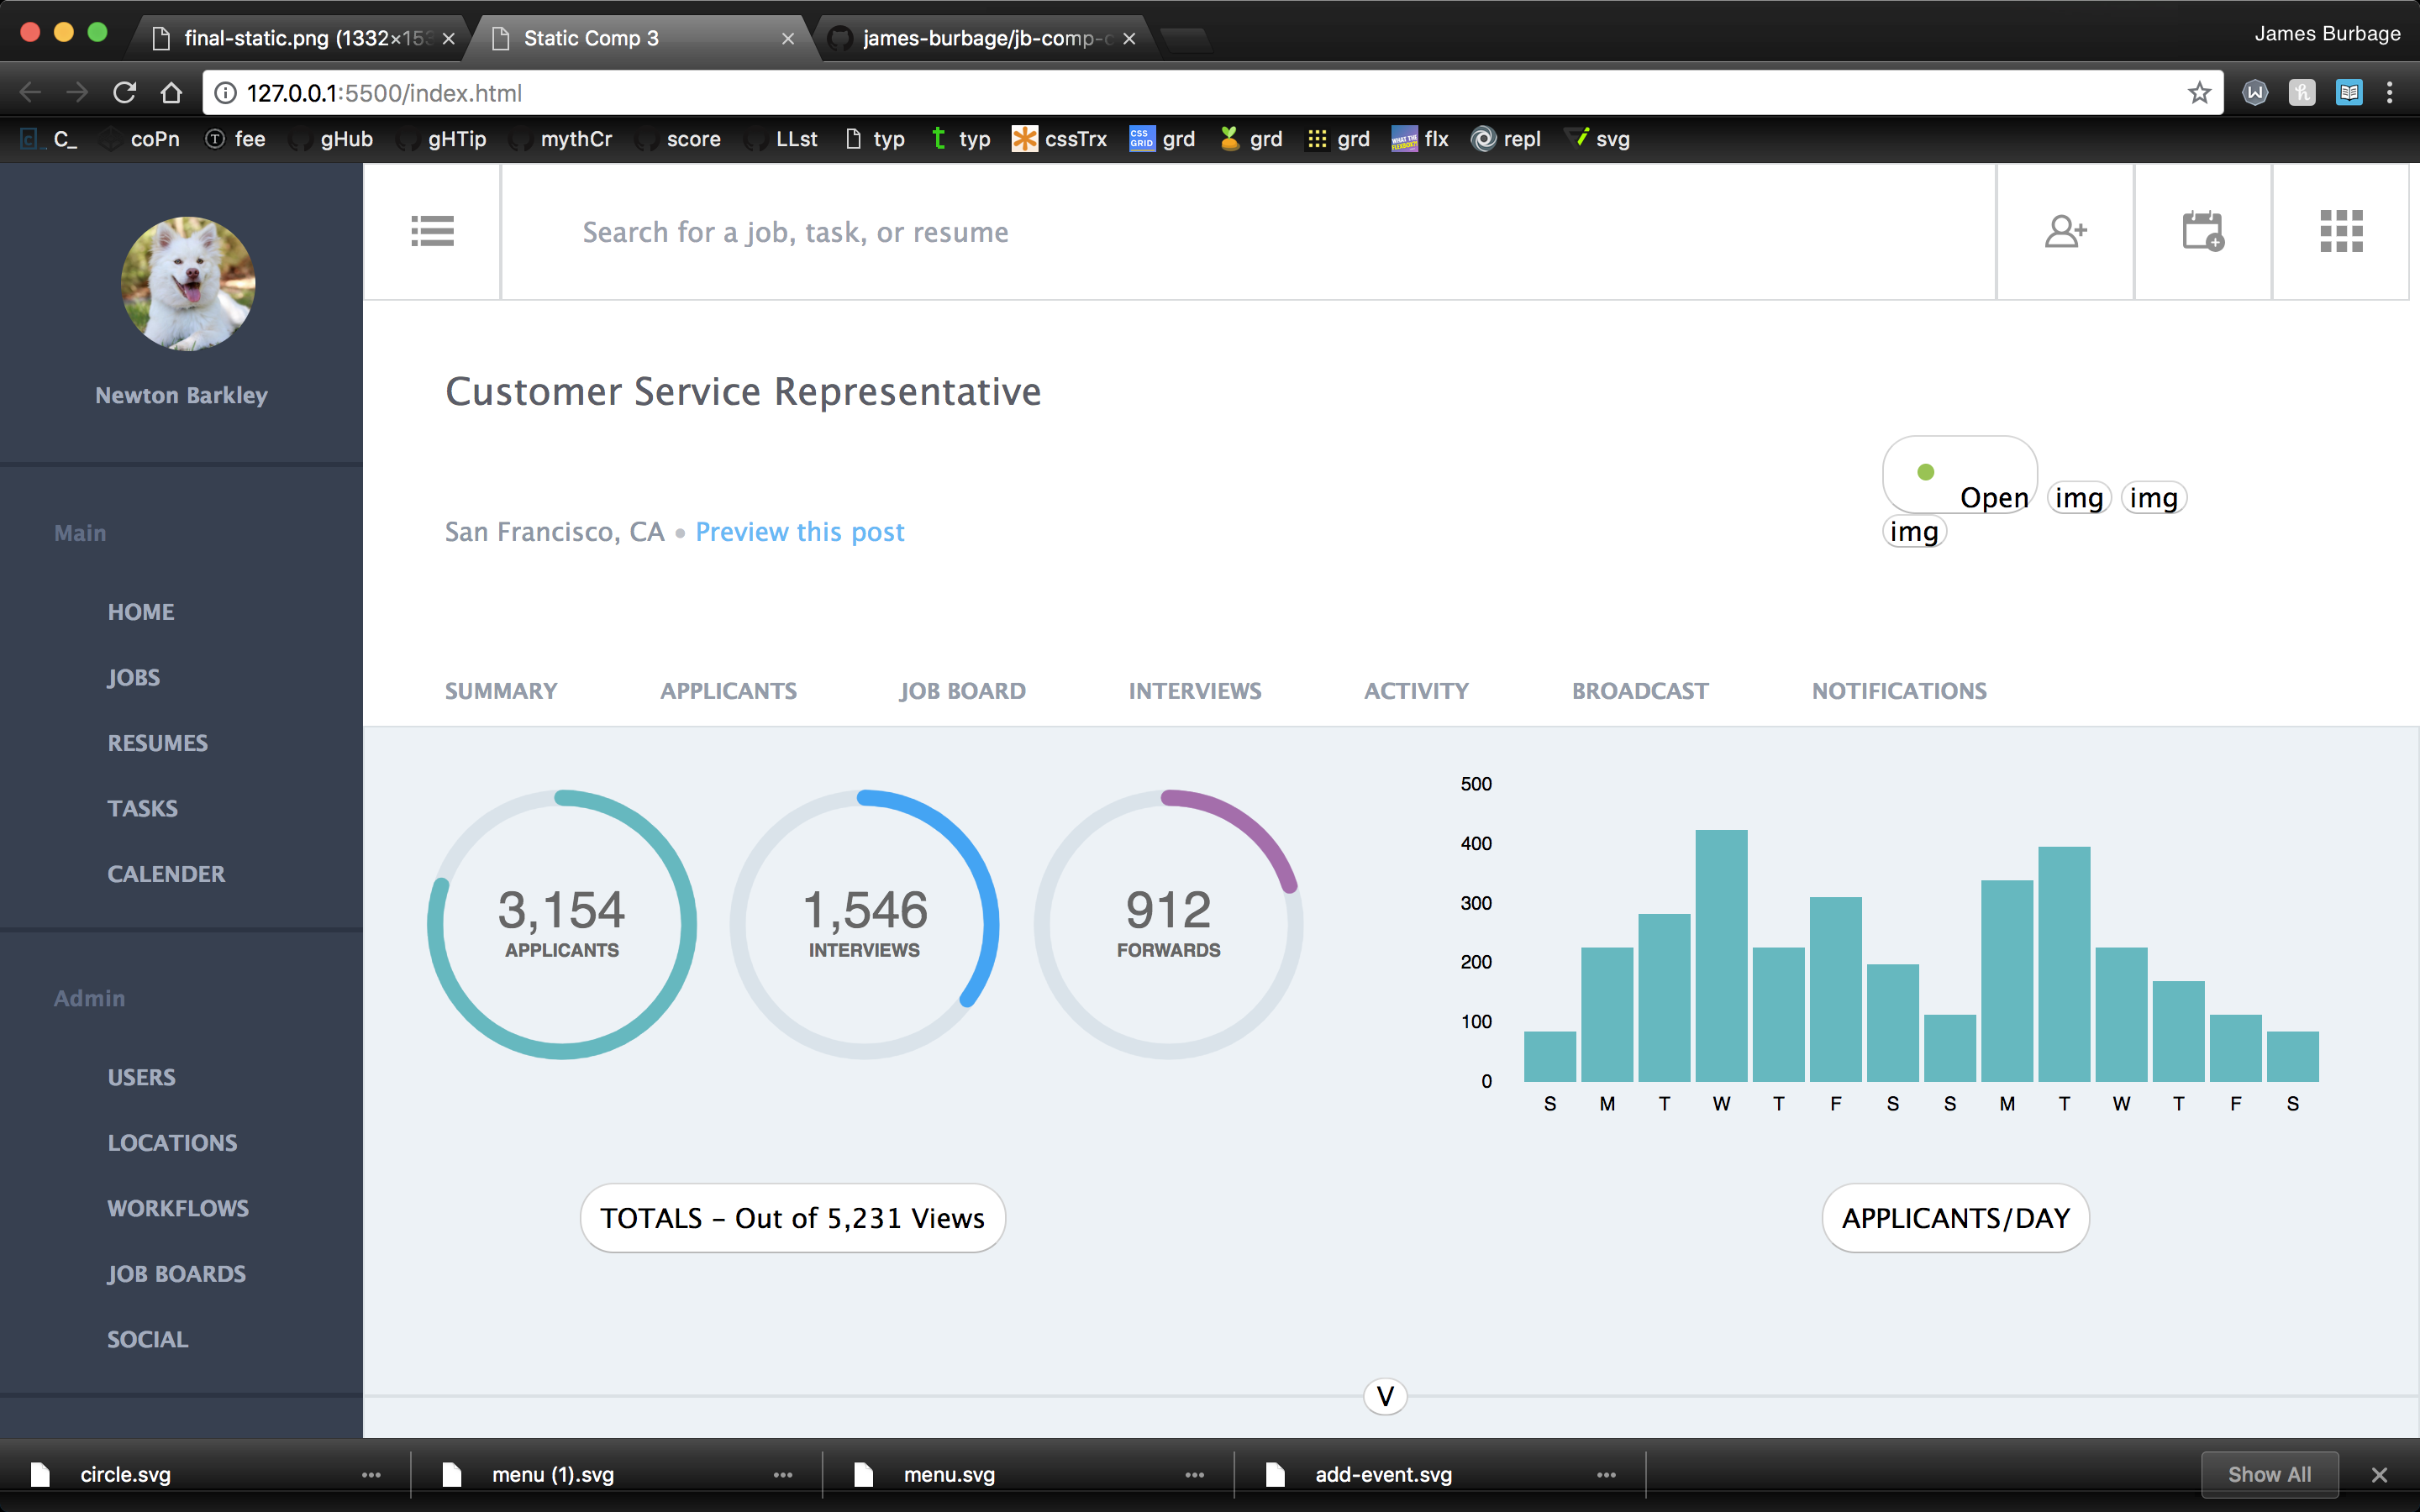 final-static.png (1332×153
Static Comp 3
james-burbage/jb-comp-c
James Burbage
127.0.0.1:5500/index.html
C_ coPn fee gHub gHTip mythCr score LLst typ typ cssTrx grd grd grd flx repl svg
Newton Barkley
Main
HOME
JOBS
RESUMES
TASKS
CALENDER
Admin
USERS
LOCATIONS
WORKFLOWS
JOB BOARDS
SOCIAL
Search for a job, task, or resume
Customer Service Representative
San Francisco, CA • Preview this post
Open img img
img
SUMMARY APPLICANTS JOB BOARD INTERVIEWS ACTIVITY BROADCAST NOTIFICATIONS
3,154
APPLICANTS
1,546
INTERVIEWS
912
FORWARDS
500
400
300
200
100
0
S M T W T F S S M T W T F S
TOTALS - Out of 5,231 Views
APPLICANTS/DAY
V
circle.svg
menu (1).svg
menu.svg
add-event.svg
Show All